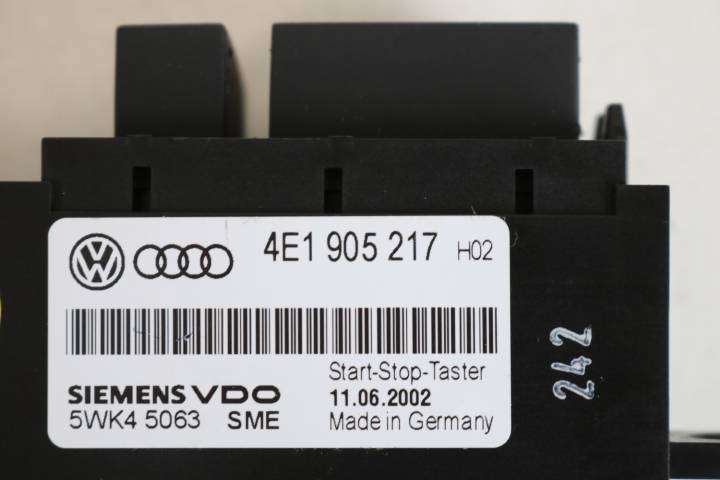 VW
4E1 905 217 H02
SIEMENS VDO
5WK4 5063 SME
Start-Stop-Taster
11.06.2002
Made in Germany
242